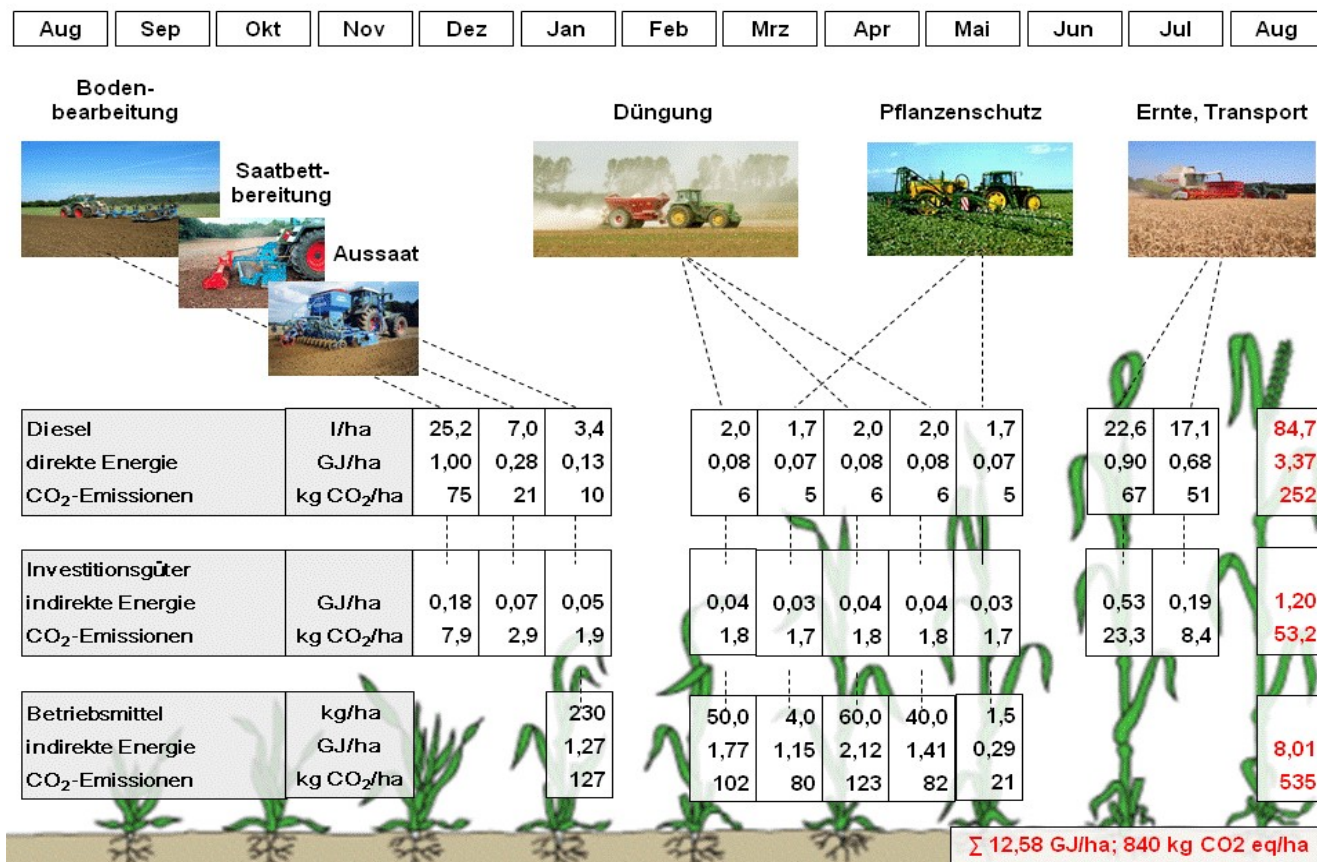 Aug Sep Okt Nov Dez Jan Feb Mrz Apr Mai Jun Jul Aug
Boden-
bearbeitung
Saatbett-
bereitung
Aussaat
Düngung
Pflanzenschutz
Ernte, Transport
Diesel l/ha 25,2 7,0 3,4 2,0 1,7 2,0 2,0 1,7 22,6 17,1 84,7
direkte Energie GJ/ha 1,00 0,28 0,13 0,08 0,07 0,08 0,08 0,07 0,90 0,68 3,37
CO₂-Emissionen kg CO₂/ha 75 21 10 6 5 6 6 5 67 51 252
Investitionsgüter
indirekte Energie GJ/ha 0,18 0,07 0,05 0,04 0,03 0,04 0,04 0,03 0,53 0,19 1,20
CO₂-Emissionen kg CO₂/ha 7,9 2,9 1,9 1,8 1,7 1,8 1,8 1,7 23,3 8,4 53,2
Betriebsmittel kg/ha 230 50,0 4,0 60,0 40,0 1,5
indirekte Energie GJ/ha 1,27 1,77 1,15 2,12 1,41 0,29 8,01
CO₂-Emissionen kg CO₂/ha 127 102 80 123 82 21 535
∑ 12,58 GJ/ha; 840 kg CO2 eq/ha